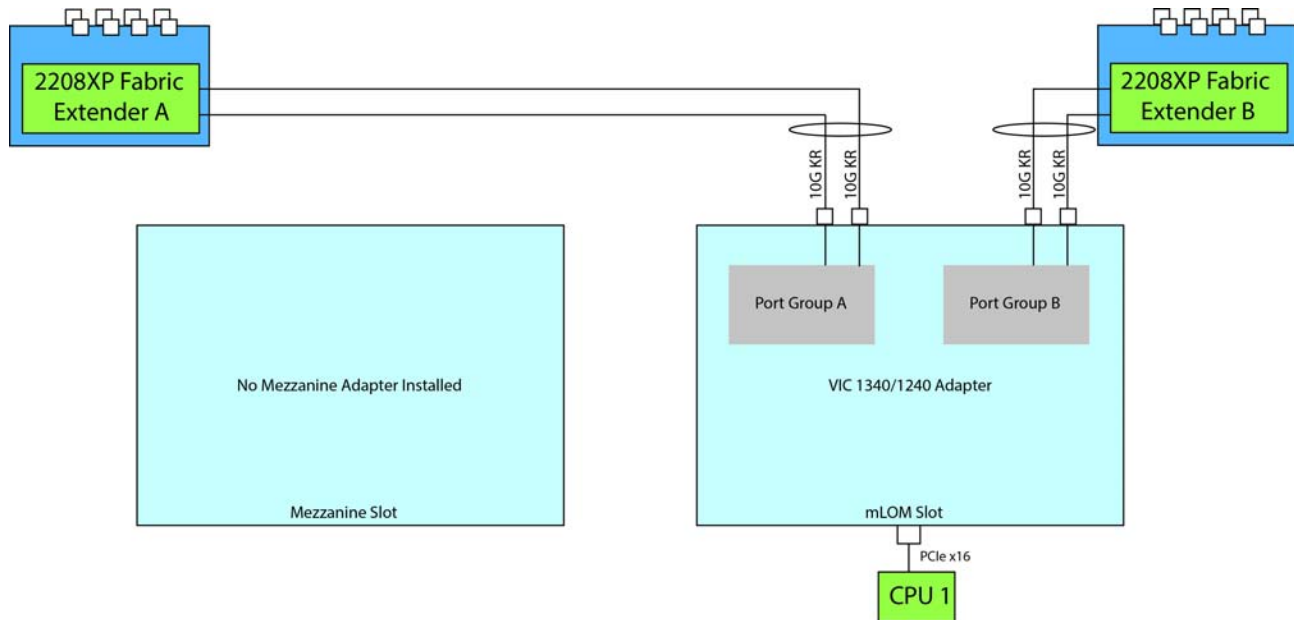 2208XP Fabric
Extender A
2208XP Fabric
Extender B
10G KR
10G KR
10G KR
10G KR
Port Group A
Port Group B
No Mezzanine Adapter Installed
VIC 1340/1240 Adapter
Mezzanine Slot
mLOM Slot
PCIe x16
CPU 1